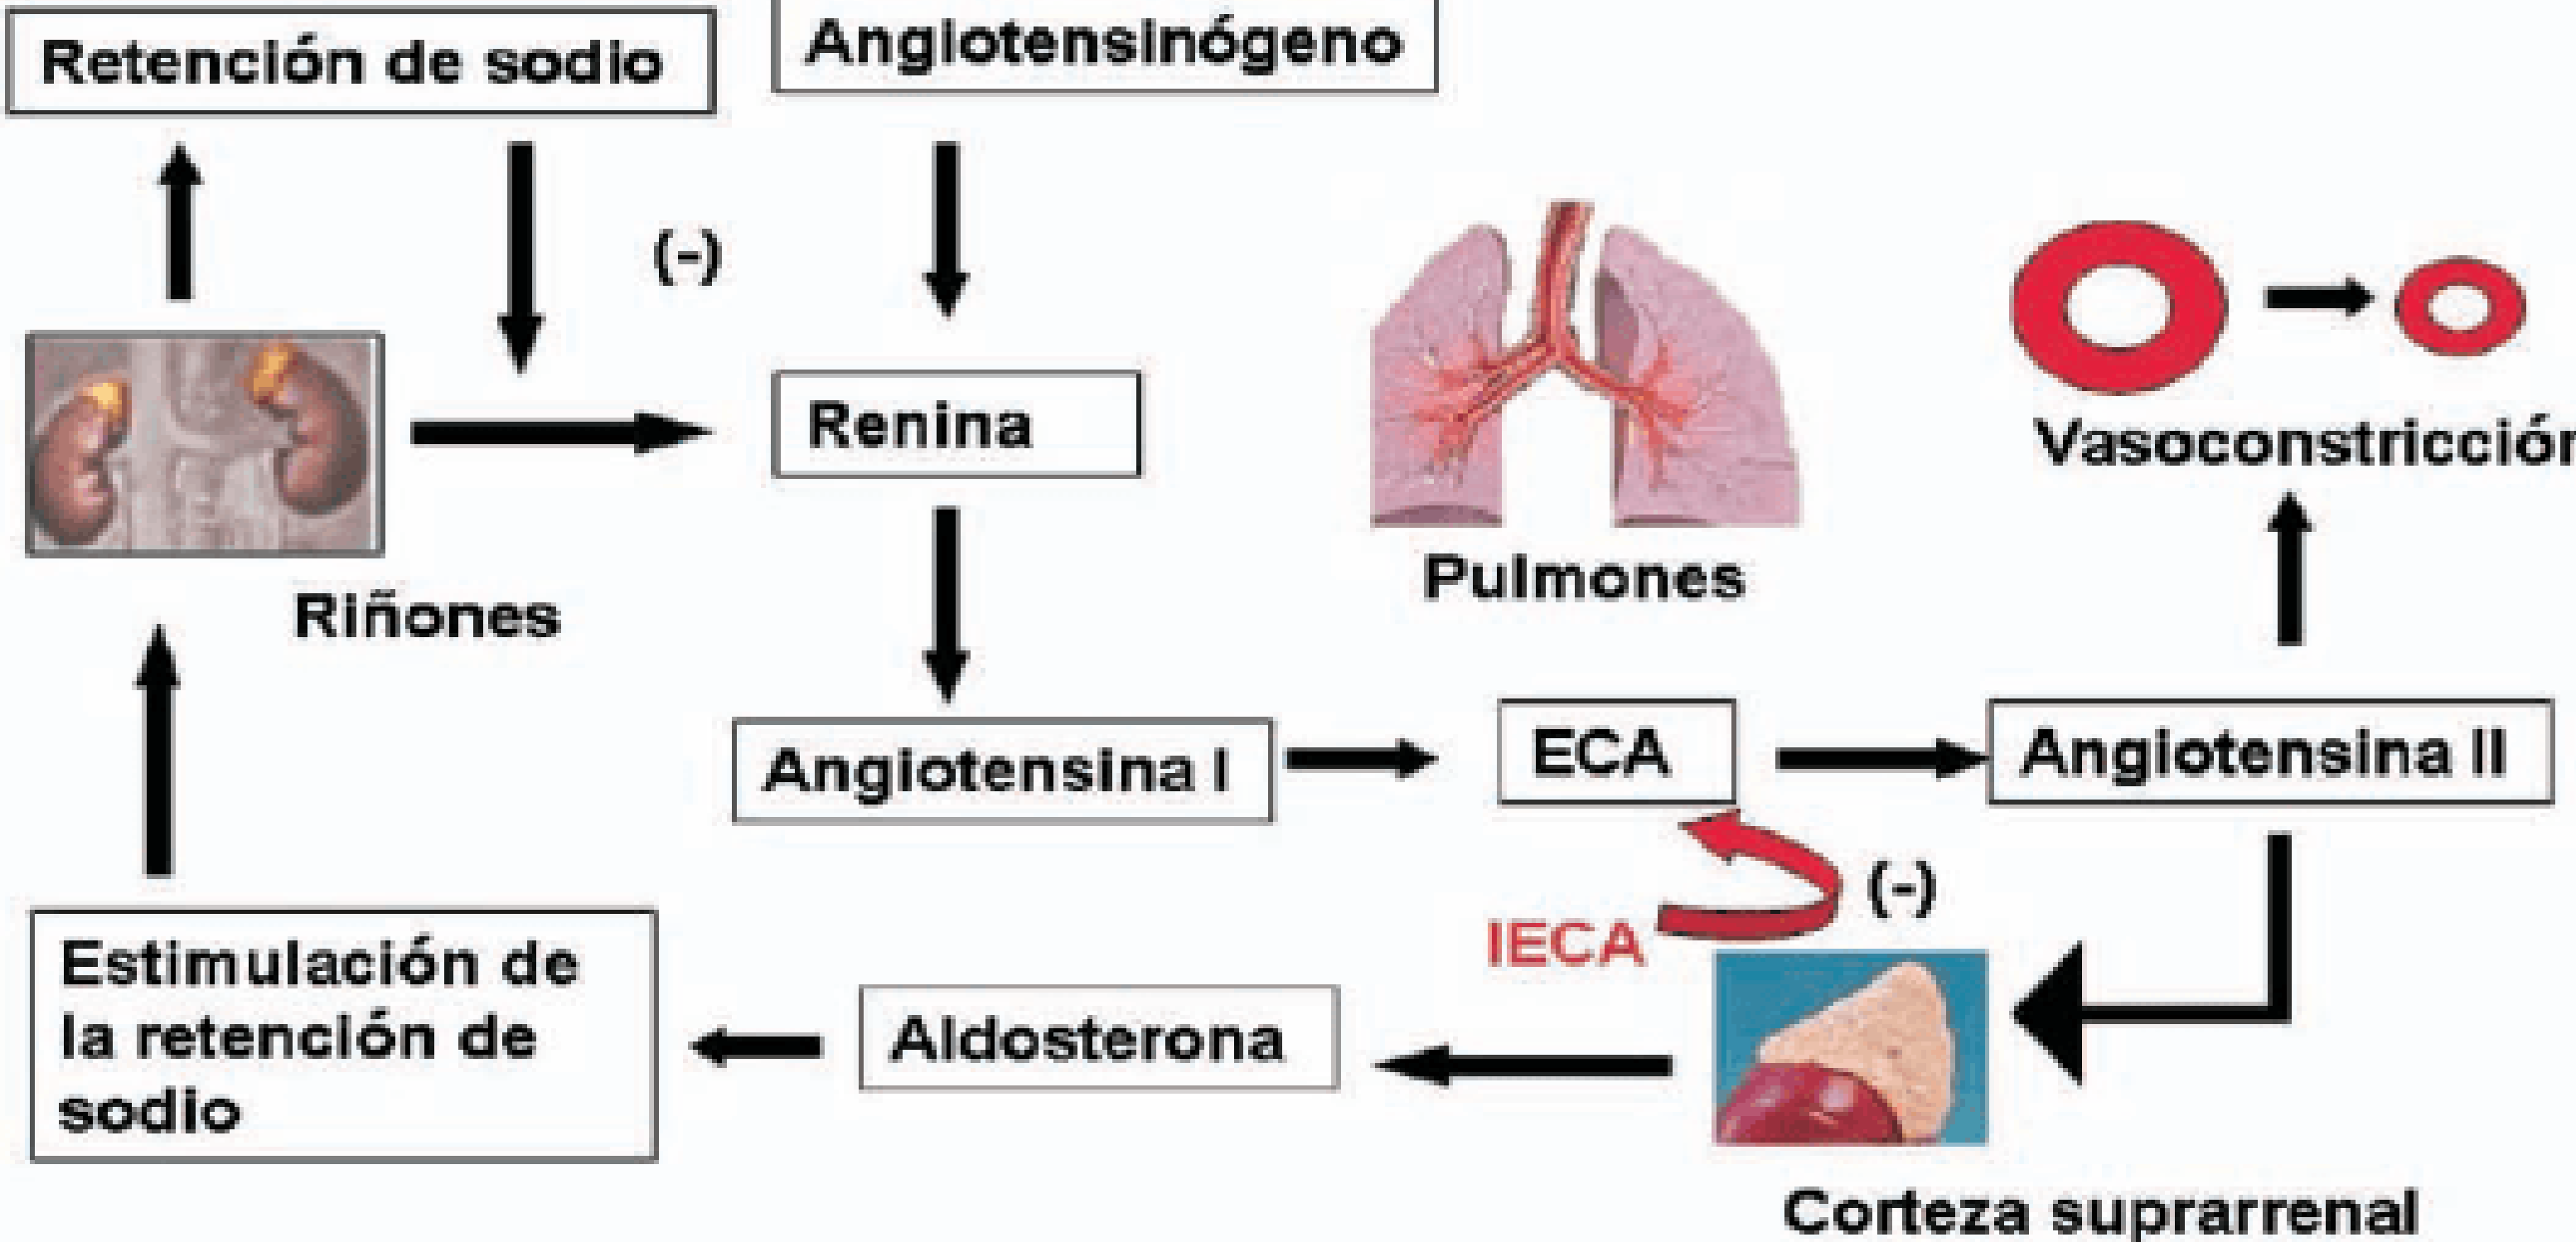 Retención de sodio
Angiotensinógeno
(-)
Renina
Riñones
Pulmones
Vasoconstricción
Angiotensina I
ECA
Angiotensina II
IECA
(-)
Estimulación de
la retención de
sodio
Aldosterona
Corteza suprarrenal